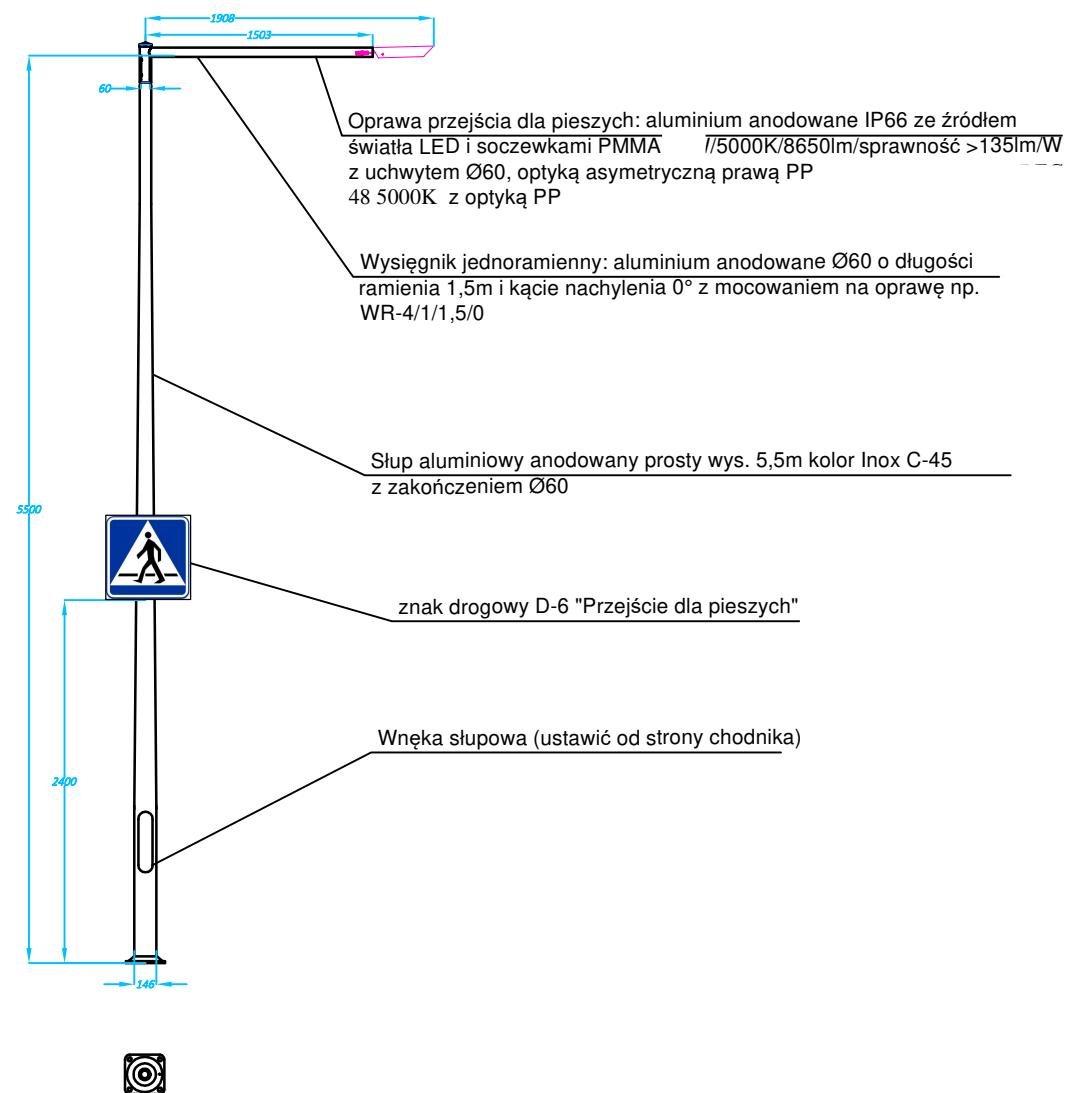 1908
1503
60
Oprawa przejścia dla pieszych: aluminium anodowane IP66 ze źródłem
światła LED i soczewkami PMMA /5000K/8650lm/sprawność >135lm/W
z uchwytem Ø60, optyką asymetryczną prawą PP
48 5000K z optyką PP
Wysięgnik jednoramienny: aluminium anodowane Ø60 o długości
ramienia 1,5m i kącie nachylenia 0° z mocowaniem na oprawę np.
WR-4/1/1,5/0
Słup aluminiowy anodowany prosty wys. 5,5m kolor Inox C-45
z zakończeniem Ø60
5500
znak drogowy D-6 "Przejście dla pieszych"
Wnęka słupowa (ustawić od strony chodnika)
2400
146